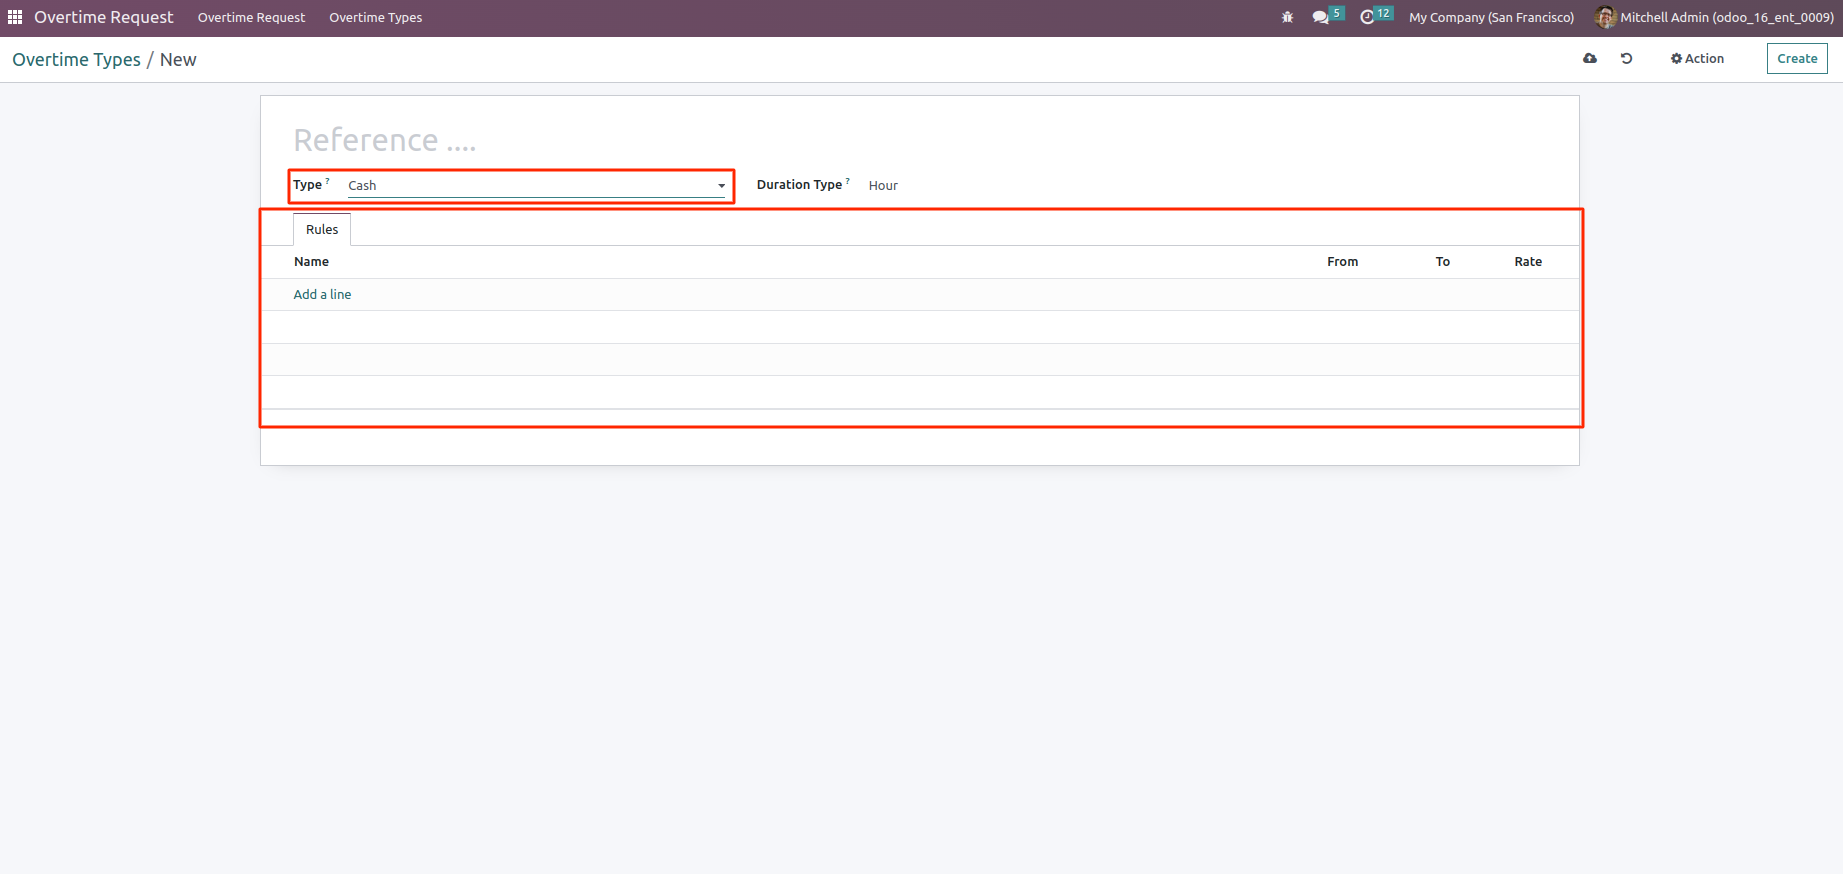 Overtime Request Overtime Request Overtime Types 5 12 My Company (San Francisco) Mitchell Admin (odoo_16_ent_0009)
Overtime Types / New Action Create
Reference ....
Type ? Cash Duration Type ? Hour
Rules
Name From To Rate
Add a line